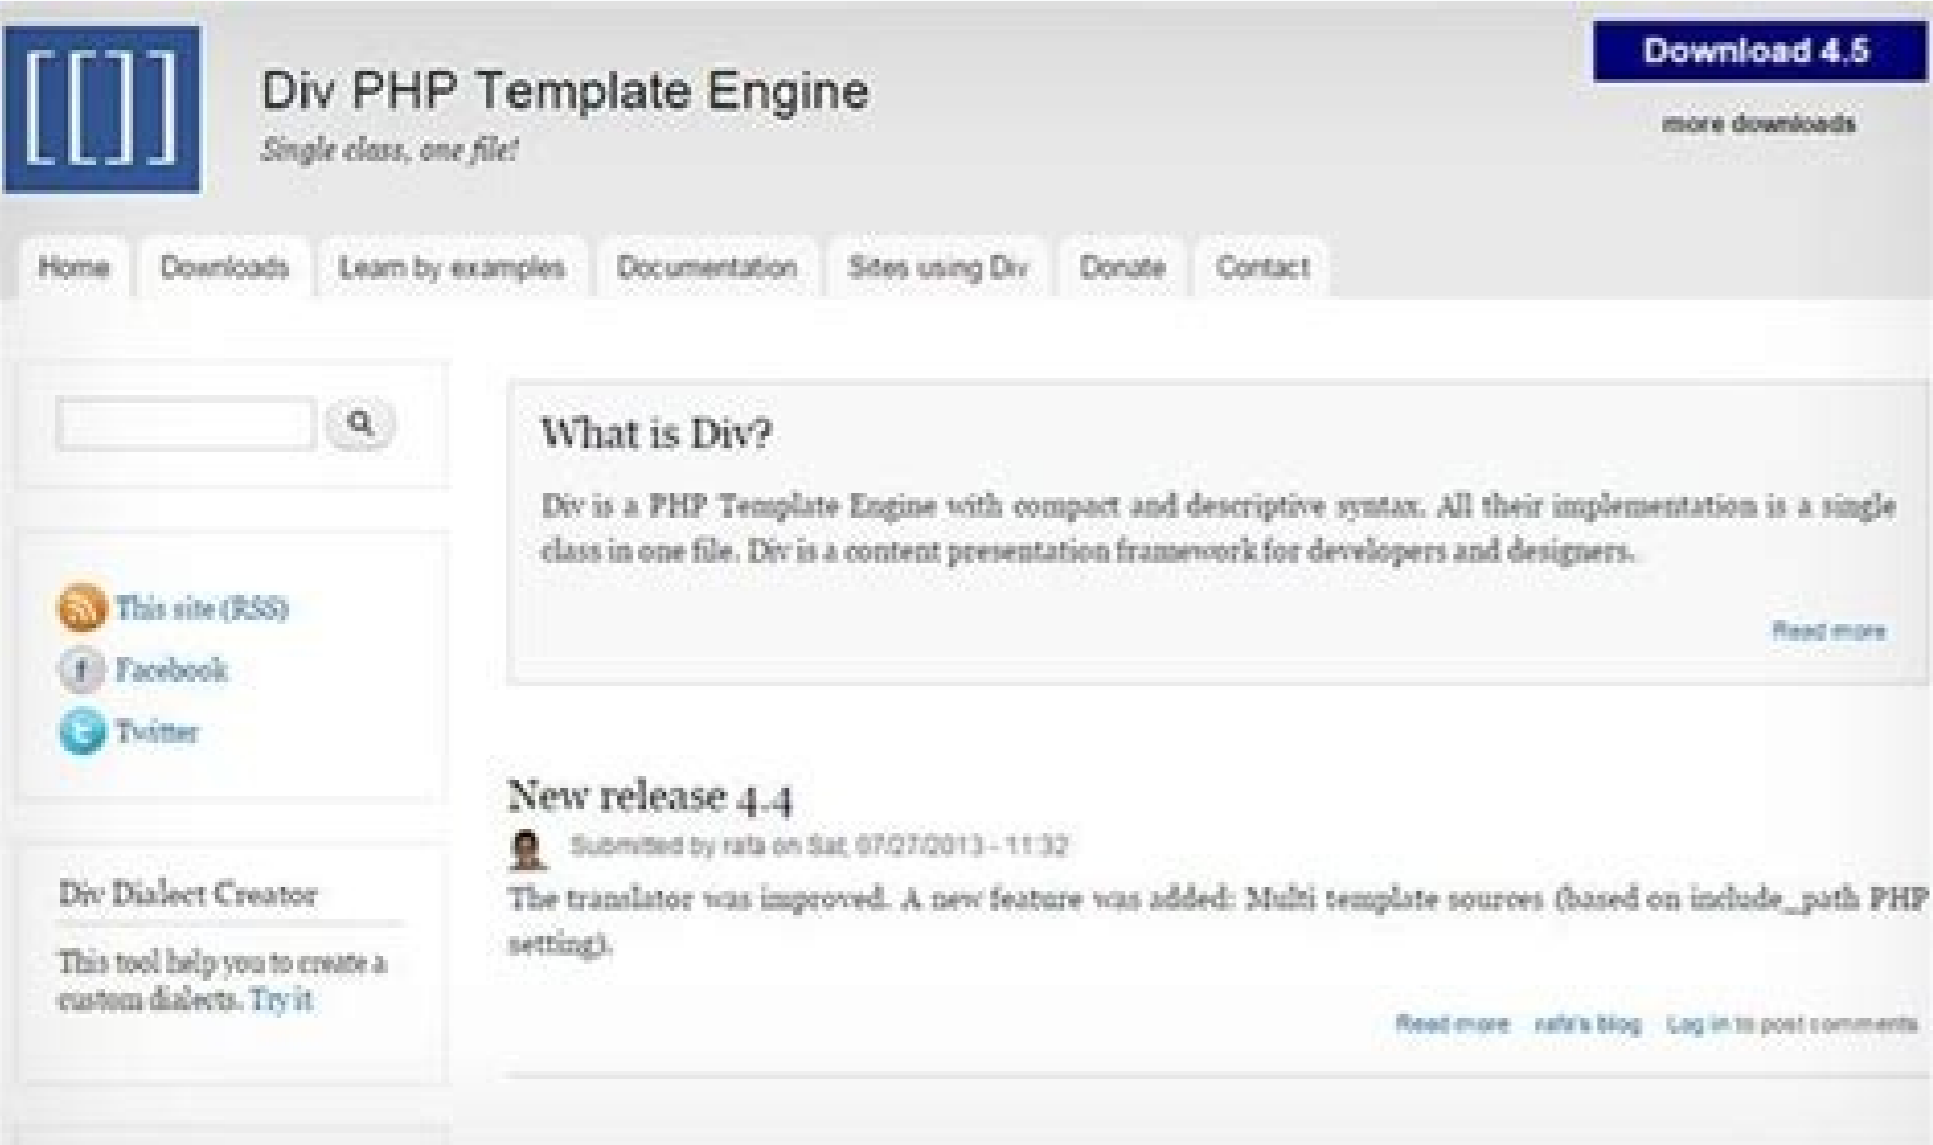 [[]]
Div PHP Template Engine
Single class, one file!
Download 4.5
more downloads
Home Downloads Learn by examples Documentation Sites using Div Donate Contact
What is Div?
Div is a PHP Template Engine with compact and descriptive syntax. All their implementation is a single
class in one file. Div is a content presentation framework for developers and designers.
Read more
This site (RSS)
Facebook
Twitter
New release 4.4
Submitted by rafa on Sat, 07/27/2013 - 11:32
The translator was improved. A new feature was added: Multi template sources (based on include_path PHP
setting).
Read more rafa's blog Log in to post comments
Div Dialect Creator
This tool help you to create a
custom dialects. Try it